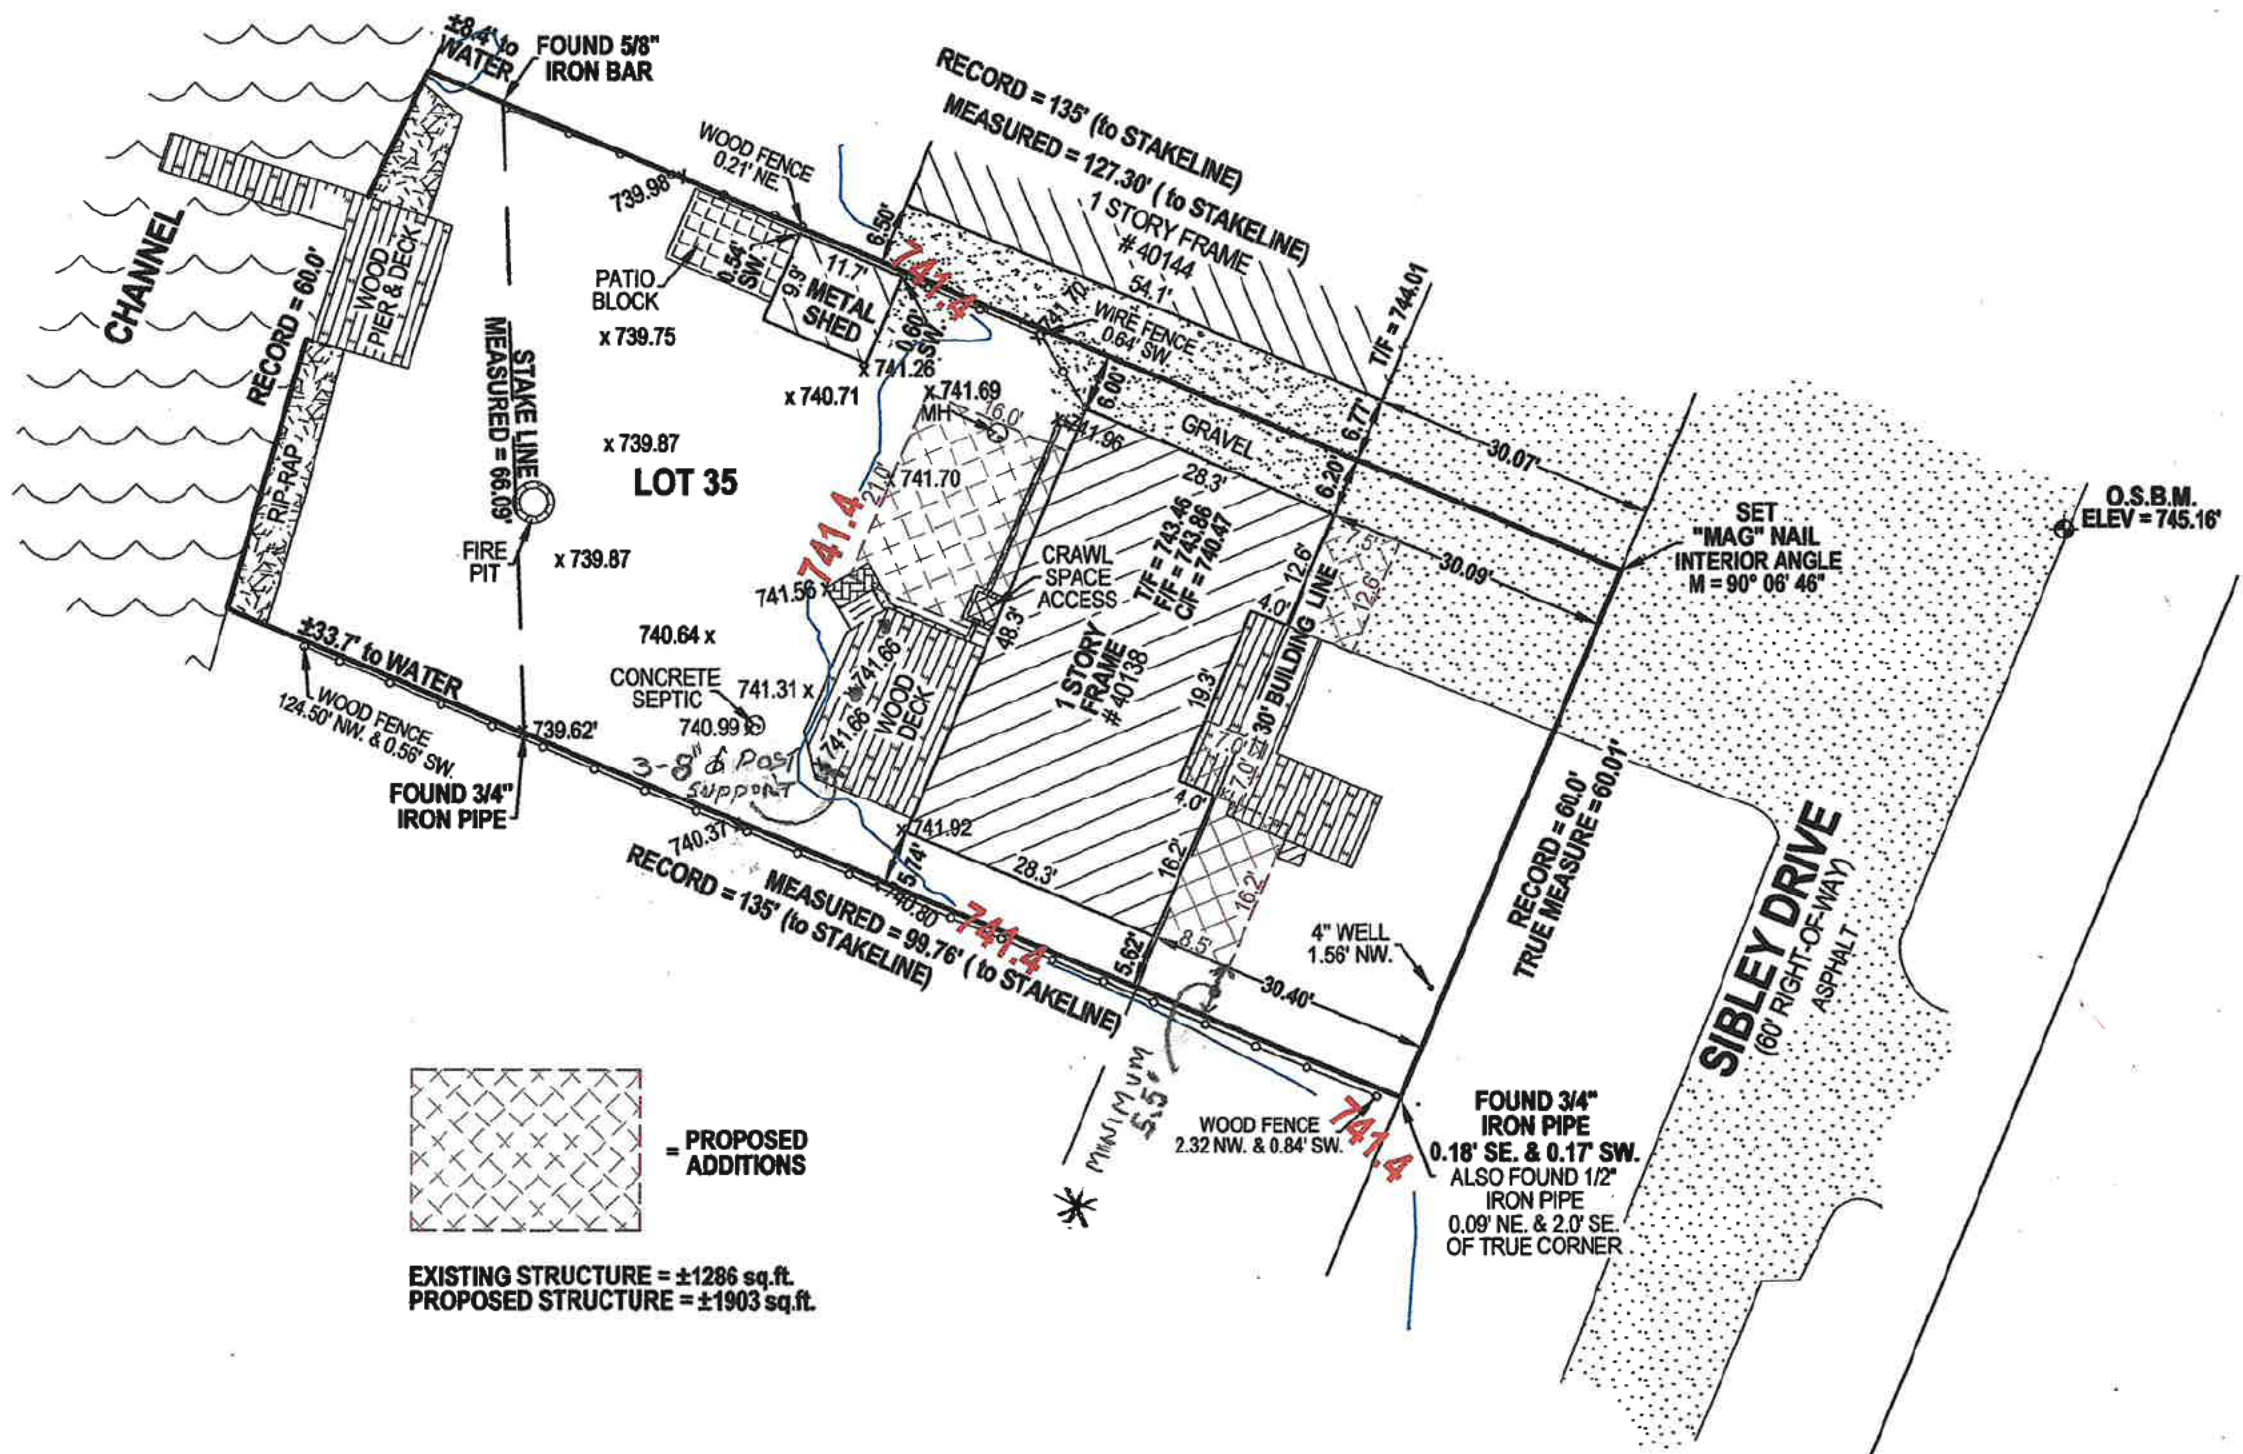 ±8.4' to
WATER
FOUND 5/8"
IRON BAR
RECORD = 135' (to STAKELINE)
MEASURED = 127.30' ( to STAKELINE)
WOOD FENCE
0.21' NE.
739.98
1 STORY FRAME
# 40144
54.1'
6.50'
741.4
CHANNEL
WOOD
PIER & DECK
RECORD = 60.0'
PATIO
BLOCK
0.54'
SW.
9.9'
11.7'
METAL
SHED
0.60'
SW.
741.70
WIRE FENCE
0.64' SW.
T/F = 744.01
STAKE LINE
MEASURED = 66.09'
x 739.75
x 741.26
x 740.71
x 741.69
MH
16.0'
6.00'
x 741.96
GRAVEL
6.77'
6.20'
30.07'
O.S.B.M.
ELEV = 745.16'
x 739.87
LOT 35
RIP-RAP
21.0'
741.70
741.4
28.3'
T/F = 743.46
F/F = 743.86
C/F = 740.47
SET
"MAG" NAIL
INTERIOR ANGLE
M = 90° 06' 46"
FIRE
PIT
x 739.87
CRAWL
SPACE
ACCESS
12.6'
7.5'
12.6'
30.09'
741.56 x
48.3'
4.0'
740.64 x
1 STORY
FRAME
# 40138
30' BUILDING LINE
19.3'
±33.7' to WATER
WOOD FENCE
124.50' NW. & 0.56' SW.
CONCRETE
SEPTIC
741.31 x
740.99
741.66
741.66
WOOD
DECK
739.62'
7.0'
7.0'
4.0'
3-8" ϕ POST
SUPPORT
FOUND 3/4"
IRON PIPE
740.37
x 741.92
5.74'
28.3'
16.2'
16.2'
RECORD = 60.0'
TRUE MEASURE = 60.01'
SIBLEY DRIVE
(60' RIGHT-OF-WAY)
ASPHALT
MEASURED = 99.76' ( to STAKELINE)
RECORD = 135' (to STAKELINE)
x 740.80
741.4
5.62'
8.5'
30.40'
4" WELL
1.56' NW.
MINIMUM
5.5'
WOOD FENCE
2.32 NW. & 0.84' SW.
741.4
FOUND 3/4"
IRON PIPE
0.18' SE. & 0.17' SW.
ALSO FOUND 1/2"
IRON PIPE
0.09' NE. & 2.0' SE.
OF TRUE CORNER
= PROPOSED
ADDITIONS
EXISTING STRUCTURE = ±1286 sq.ft.
PROPOSED STRUCTURE = ±1903 sq.ft.